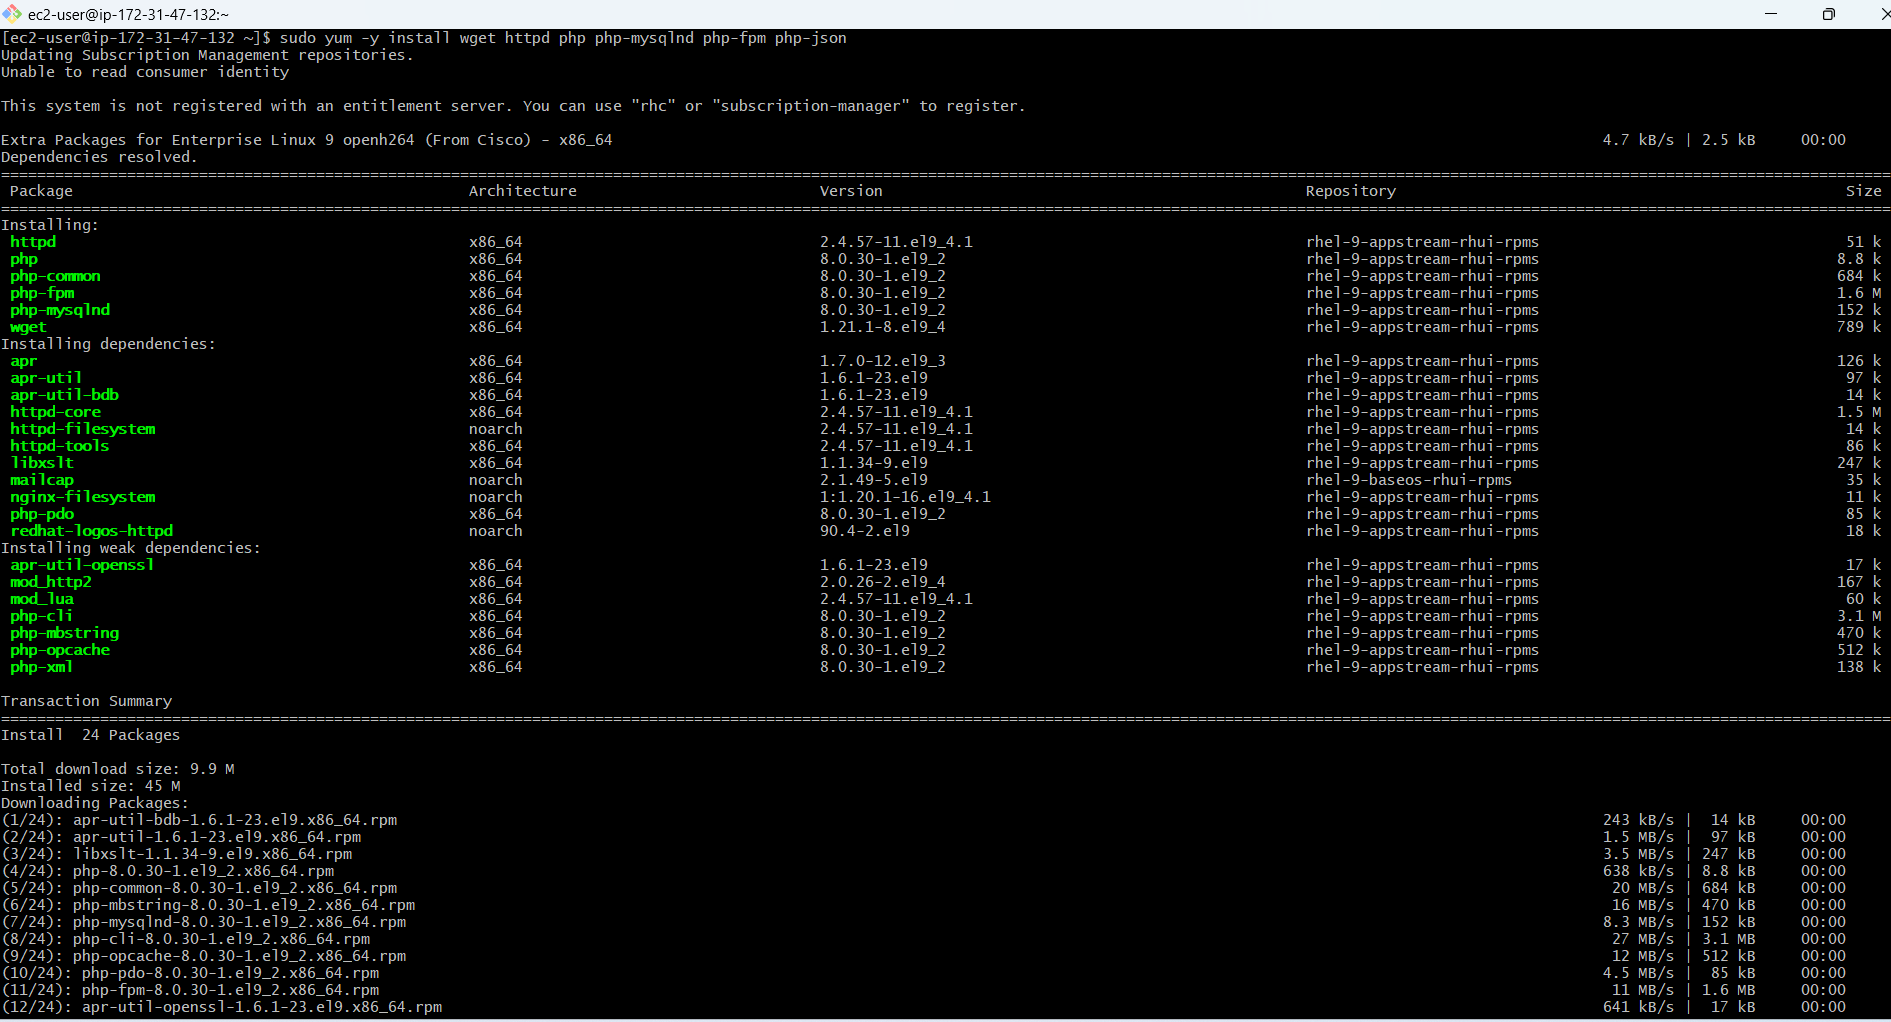 ec2-user@ip-172-31-47-132:~
[ec2-user@ip-172-31-47-132 ~]$ sudo yum -y install wget httpd php php-mysqlnd php-fpm php-json
Updating Subscription Management repositories.
Unable to read consumer identity
This system is not registered with an entitlement server. You can use "rhc" or "subscription-manager" to register.
Extra Packages for Enterprise Linux 9 openh264 (From Cisco) - x86_64 4.7 kB/s | 2.5 kB 00:00
Dependencies resolved.
Package Architecture Version Repository Size
Installing:
httpd x86_64 2.4.57-11.el9_4.1 rhel-9-appstream-rhui-rpms 51 k
php x86_64 8.0.30-1.el9_2 rhel-9-appstream-rhui-rpms 8.8 k
php-common x86_64 8.0.30-1.el9_2 rhel-9-appstream-rhui-rpms 684 k
php-fpm x86_64 8.0.30-1.el9_2 rhel-9-appstream-rhui-rpms 1.6 M
php-mysqlnd x86_64 8.0.30-1.el9_2 rhel-9-appstream-rhui-rpms 152 k
wget x86_64 1.21.1-8.el9_4 rhel-9-appstream-rhui-rpms 789 k
Installing dependencies:
apr x86_64 1.7.0-12.el9_3 rhel-9-appstream-rhui-rpms 126 k
apr-util x86_64 1.6.1-23.el9 rhel-9-appstream-rhui-rpms 97 k
apr-util-bdb x86_64 1.6.1-23.el9 rhel-9-appstream-rhui-rpms 14 k
httpd-core x86_64 2.4.57-11.el9_4.1 rhel-9-appstream-rhui-rpms 1.5 M
httpd-filesystem noarch 2.4.57-11.el9_4.1 rhel-9-appstream-rhui-rpms 14 k
httpd-tools x86_64 2.4.57-11.el9_4.1 rhel-9-appstream-rhui-rpms 86 k
libxslt x86_64 1.1.34-9.el9 rhel-9-appstream-rhui-rpms 247 k
mailcap noarch 2.1.49-5.el9 rhel-9-baseos-rhui-rpms 35 k
nginx-filesystem noarch 1:1.20.1-16.el9_4.1 rhel-9-appstream-rhui-rpms 11 k
php-pdo x86_64 8.0.30-1.el9_2 rhel-9-appstream-rhui-rpms 85 k
redhat-logos-httpd noarch 90.4-2.el9 rhel-9-appstream-rhui-rpms 18 k
Installing weak dependencies:
apr-util-openssl x86_64 1.6.1-23.el9 rhel-9-appstream-rhui-rpms 17 k
mod_http2 x86_64 2.0.26-2.el9_4 rhel-9-appstream-rhui-rpms 167 k
mod_lua x86_64 2.4.57-11.el9_4.1 rhel-9-appstream-rhui-rpms 60 k
php-cli x86_64 8.0.30-1.el9_2 rhel-9-appstream-rhui-rpms 3.1 M
php-mbstring x86_64 8.0.30-1.el9_2 rhel-9-appstream-rhui-rpms 470 k
php-opcache x86_64 8.0.30-1.el9_2 rhel-9-appstream-rhui-rpms 512 k
php-xml x86_64 8.0.30-1.el9_2 rhel-9-appstream-rhui-rpms 138 k
Transaction Summary
Install 24 Packages
Total download size: 9.9 M
Installed size: 45 M
Downloading Packages:
(1/24): apr-util-bdb-1.6.1-23.el9.x86_64.rpm 243 kB/s | 14 kB 00:00
(2/24): apr-util-1.6.1-23.el9.x86_64.rpm 1.5 MB/s | 97 kB 00:00
(3/24): libxslt-1.1.34-9.el9.x86_64.rpm 3.5 MB/s | 247 kB 00:00
(4/24): php-8.0.30-1.el9_2.x86_64.rpm 638 kB/s | 8.8 kB 00:00
(5/24): php-common-8.0.30-1.el9_2.x86_64.rpm 20 MB/s | 684 kB 00:00
(6/24): php-mbstring-8.0.30-1.el9_2.x86_64.rpm 16 MB/s | 470 kB 00:00
(7/24): php-mysqlnd-8.0.30-1.el9_2.x86_64.rpm 8.3 MB/s | 152 kB 00:00
(8/24): php-cli-8.0.30-1.el9_2.x86_64.rpm 27 MB/s | 3.1 MB 00:00
(9/24): php-opcache-8.0.30-1.el9_2.x86_64.rpm 12 MB/s | 512 kB 00:00
(10/24): php-pdo-8.0.30-1.el9_2.x86_64.rpm 4.5 MB/s | 85 kB 00:00
(11/24): php-fpm-8.0.30-1.el9_2.x86_64.rpm 11 MB/s | 1.6 MB 00:00
(12/24): apr-util-openssl-1.6.1-23.el9.x86_64.rpm 641 kB/s | 17 kB 00:00